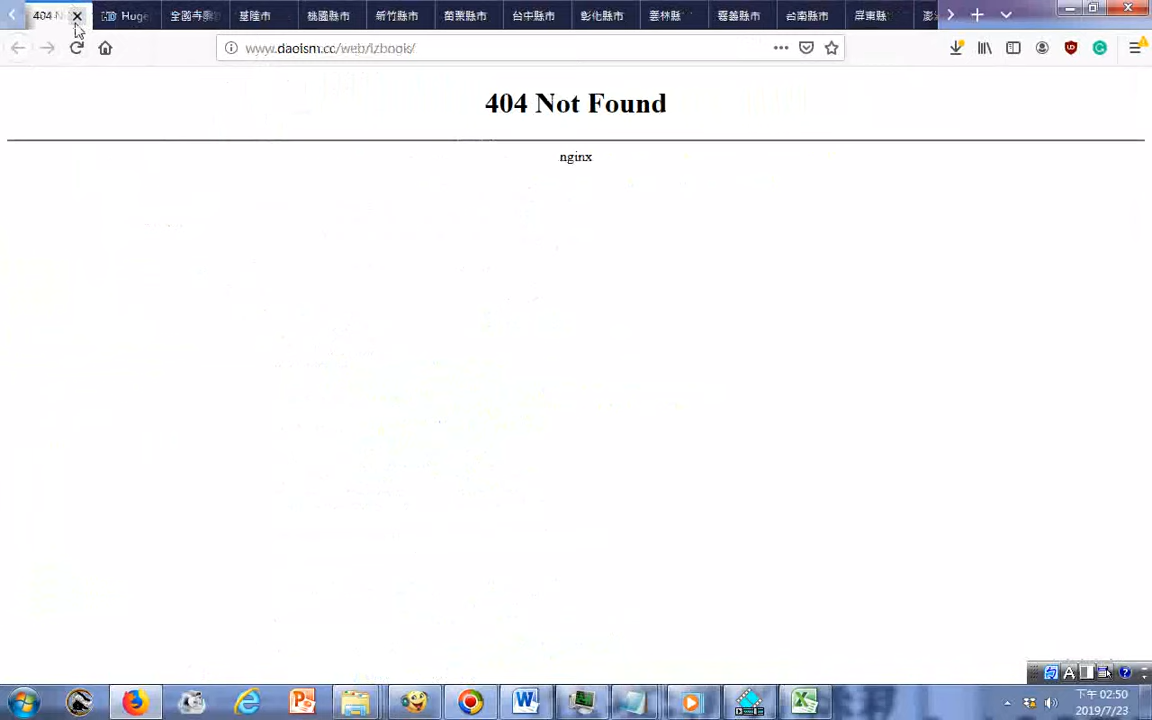 404 N
Huge
全國寺廟
基隆市
桃園縣市
新竹縣市
苗栗縣市
台中縣市
彰化縣市
雲林縣
嘉義縣市
台南縣市
屏東縣
www.daoism.cc/web/lzbook/
404 Not Found
nginx
下午 02:50
2019/7/23